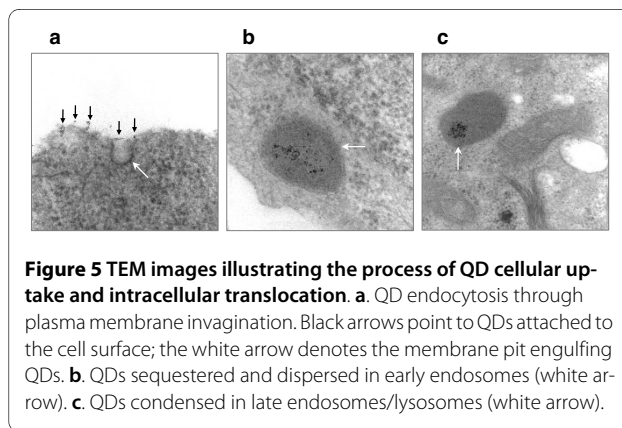 a b c
Figure 5 TEM images illustrating the process of QD cellular up-
take and intracellular translocation. a. QD endocytosis through
plasma membrane invagination. Black arrows point to QDs attached to
the cell surface; the white arrow denotes the membrane pit engulfing
QDs. b. QDs sequestered and dispersed in early endosomes (white ar-
row). c. QDs condensed in late endosomes/lysosomes (white arrow).